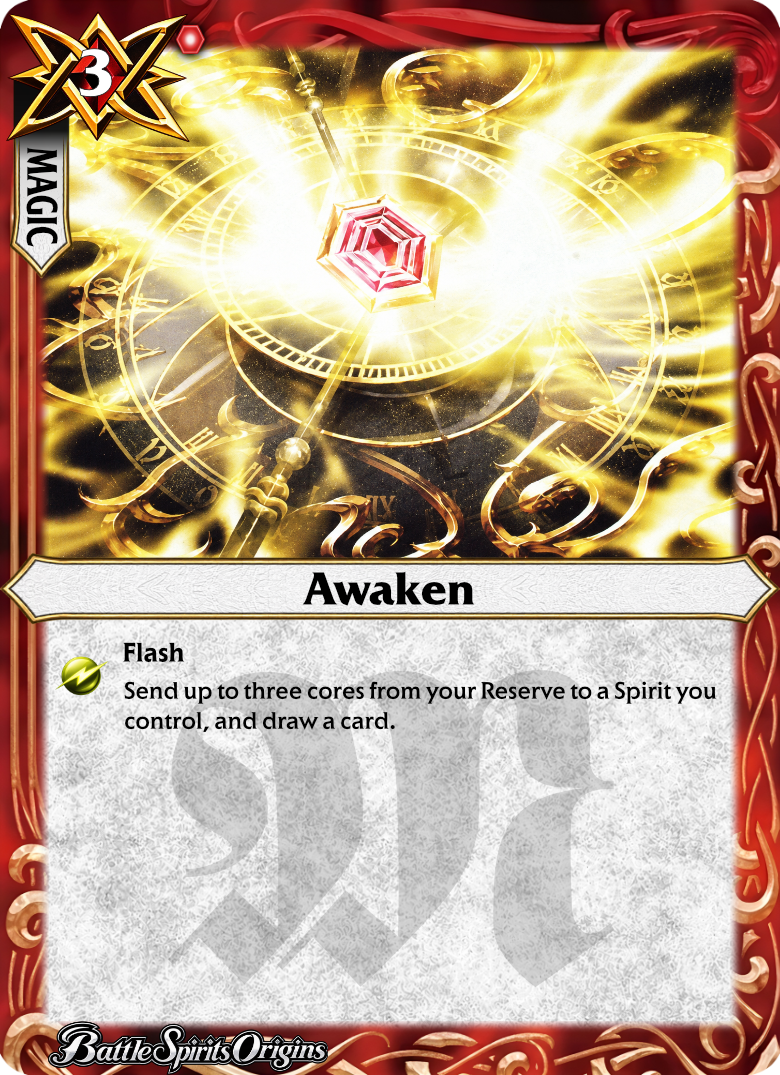 3
MAGIC
Awaken
Flash
Send up to three cores from your Reserve to a Spirit you
control, and draw a card.
Battle Spirits Origins